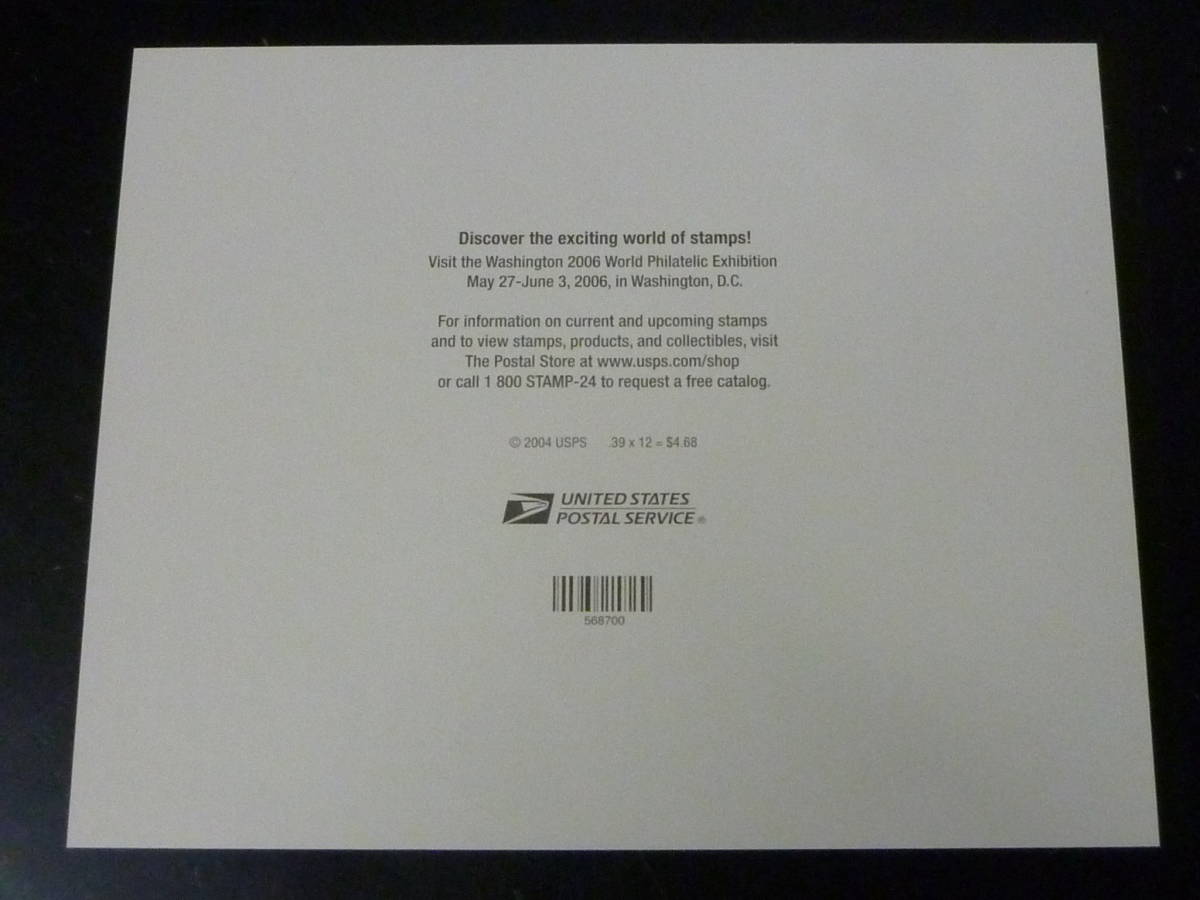 Discover the exciting world of stamps!
Visit the Washington 2006 World Philatelic Exhibition
May 27-June 3, 2006, in Washington, D.C.
For information on current and upcoming stamps
and to view stamps, products, and collectibles, visit
The Postal Store at www.usps.com/shop
or call 1 800 STAMP-24 to request a free catalog.
© 2004 USPS .39 x 12 = $4.68
UNITED STATES
POSTAL SERVICE®
568700